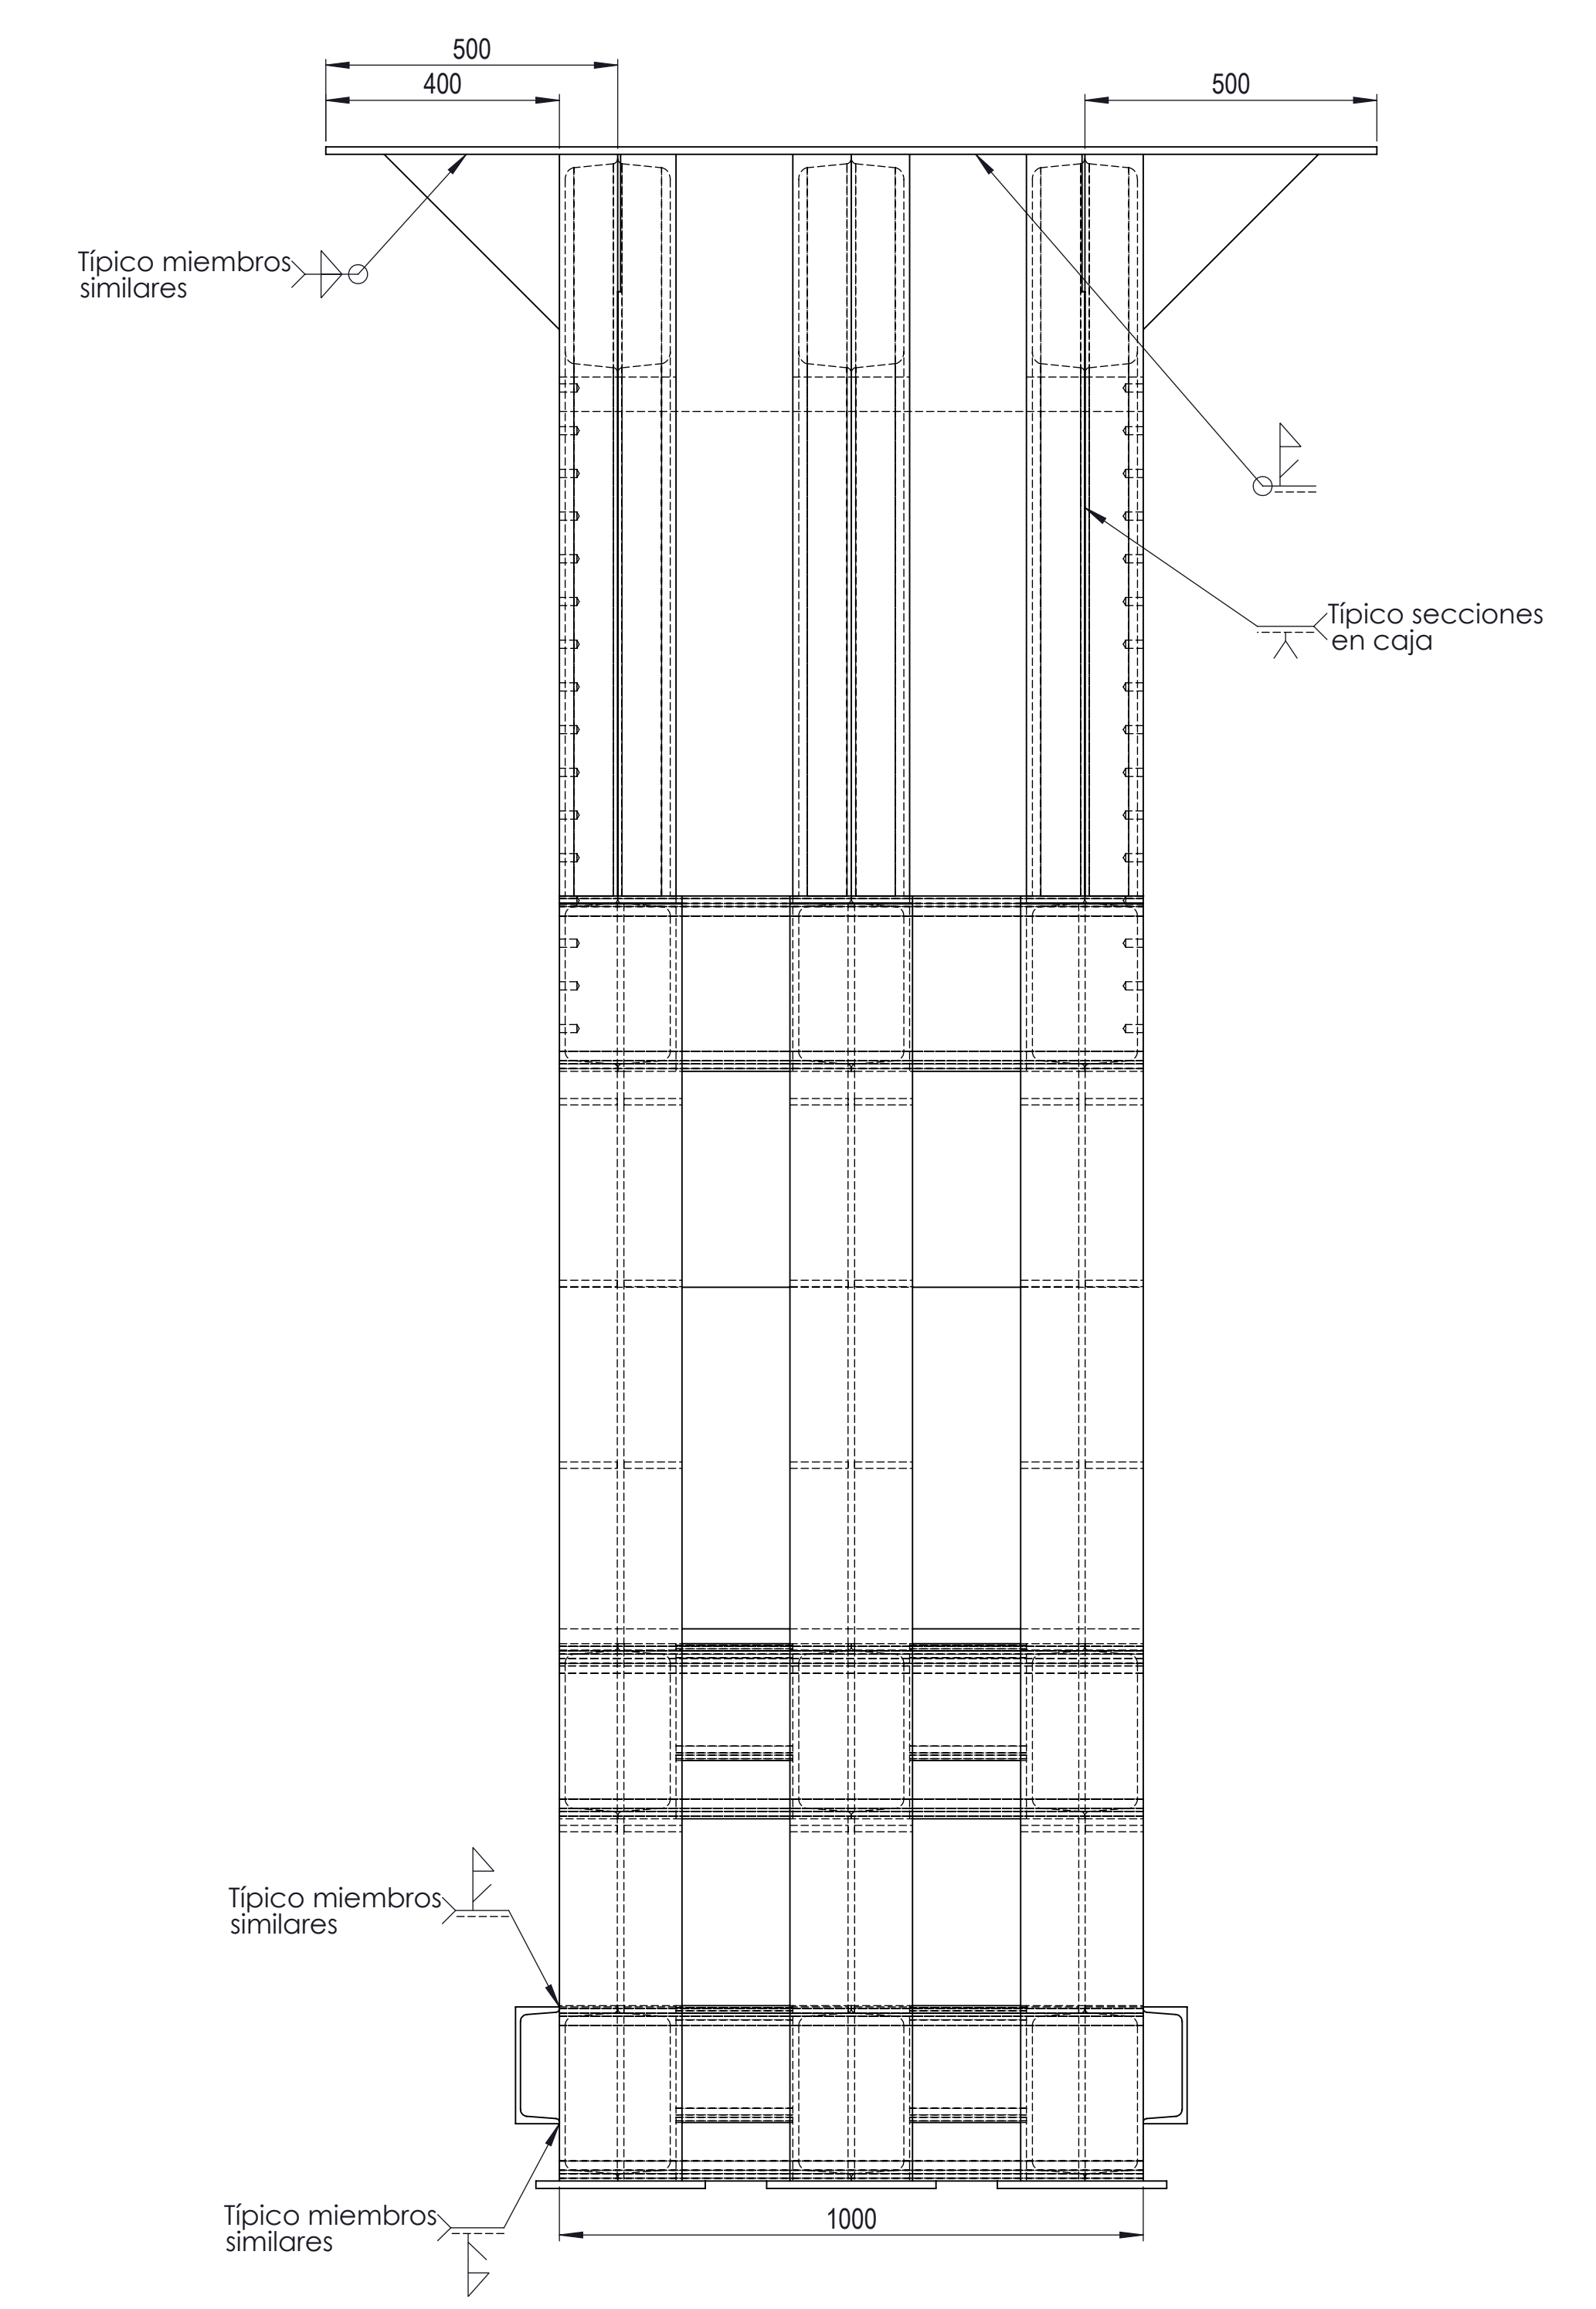 500
400
500
Típico miembros
similares
Típico secciones
en caja
Típico miembros
similares
Típico miembros
similares
1000